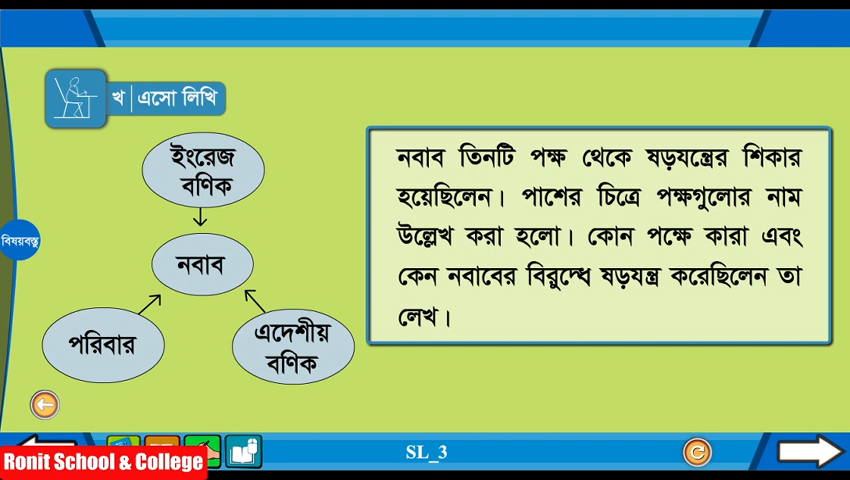 খ | এসো লিখি
ইংরেজ
বণিক
নবাব
পরিবার
এদেশীয়
বণিক
নবাব তিনটি পক্ষ থেকে ষড়যন্ত্রের শিকার
হয়েছিলেন। পাশের চিত্রে পক্ষগুলোর নাম
উল্লেখ করা হলো। কোন পক্ষে কারা এবং
কেন নবাবের বিরুদ্ধে ষড়যন্ত্র করেছিলেন তা
লেখ।
বিষয়বস্তু
SL_3
Ronit School & College